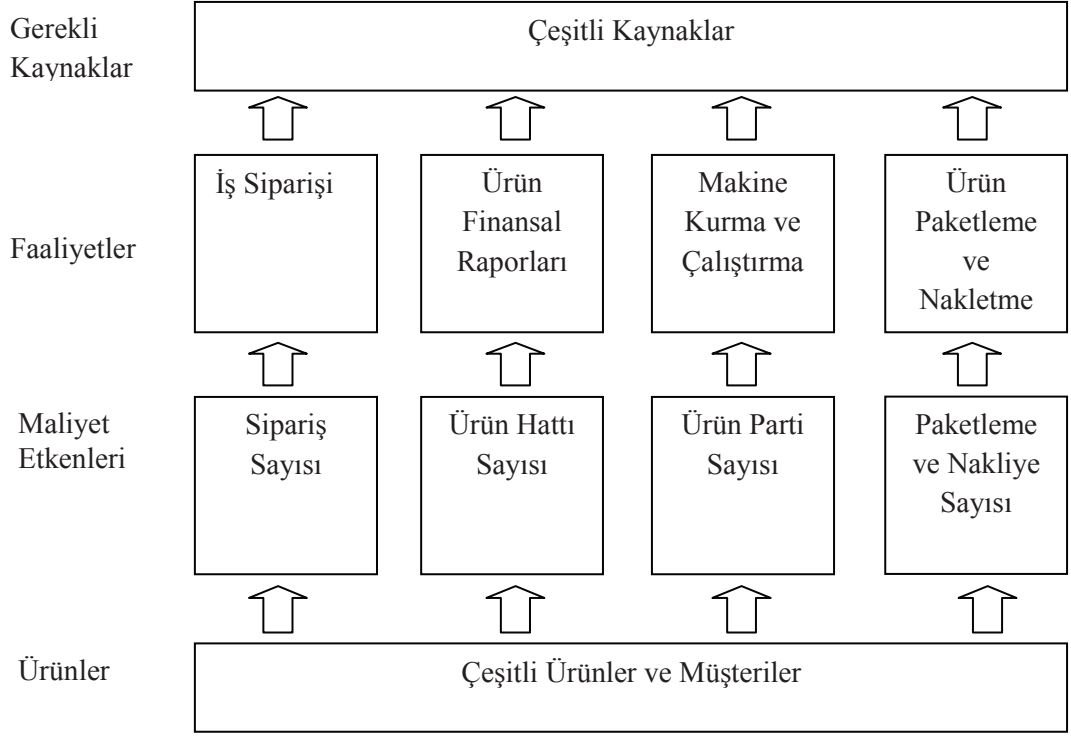 Gerekli
Kaynaklar
Çeşitli Kaynaklar
Faaliyetler
İş Siparişi
Ürün
Finansal
Raporları
Makine
Kurma ve
Çalıştırma
Ürün
Paketleme
ve
Nakletme
Maliyet
Etkenleri
Sipariş
Sayısı
Ürün Hattı
Sayısı
Ürün Parti
Sayısı
Paketleme
ve Nakliye
Sayısı
Ürünler
Çeşitli Ürünler ve Müşteriler